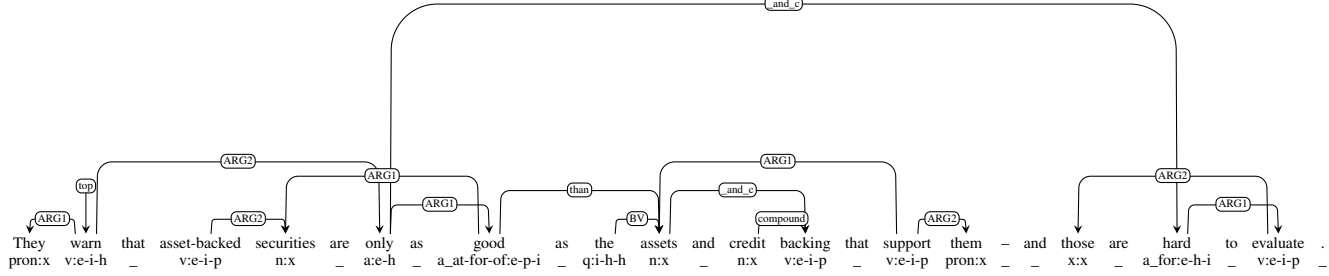 _and_c
ARG2 ARG1
ARG1 ARG2
top than _and_c
ARG1 ARG1
ARG1 ARG2 BV compound ARG2
They warn that asset-backed securities are only as good as the assets and credit backing that support them – and those are hard to evaluate .
pron:x v:e-i-h _ v:e-i-p n:x _ a:e-h _ a_at-for-of:e-p-i _ q:i-h-h n:x _ n:x v:e-i-p _ v:e-i-p pron:x _ _ x:x _ a_for:e-h-i _ v:e-i-p _